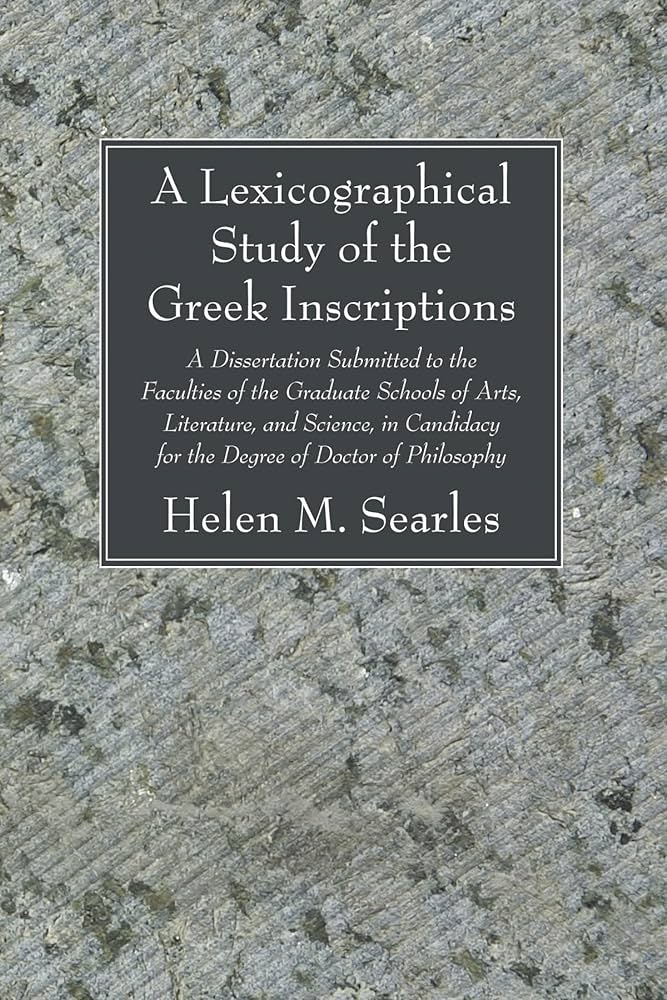 A Lexicographical
Study of the
Greek Inscriptions
A Dissertation Submitted to the
Faculties of the Graduate Schools of Arts,
Literature, and Science, in Candidacy
for the Degree of Doctor of Philosophy
Helen M. Searles